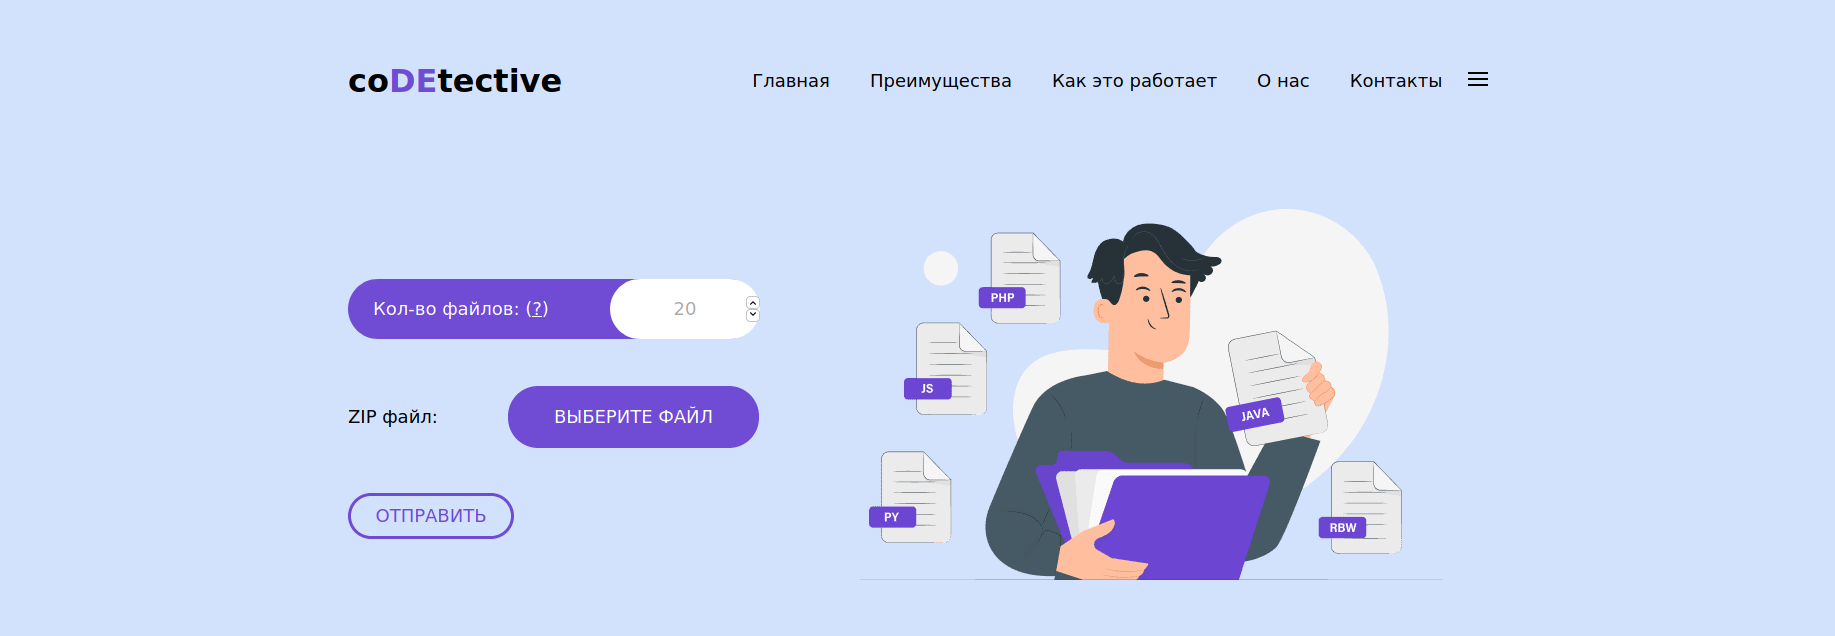 coDEtective
Главная Преимущества Как это работает О нас Контакты
Кол-во файлов: (?) 20
ZIP файл: ВЫБЕРИТЕ ФАЙЛ
ОТПРАВИТЬ
PHP
JS
JAVA
PY
RBW